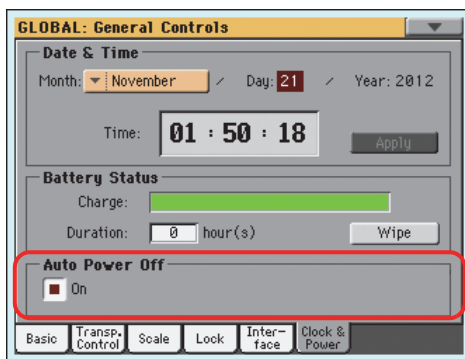 GLOBAL: General Controls
Date & Time
Month: November / Day: 21 / Year: 2012
Time: 01 : 50 : 18 Apply
Battery Status
Charge:
Duration: 0 hour(s) Wipe
Auto Power Off
On
Basic Transp. Control Scale Lock Inter- face Clock & Power